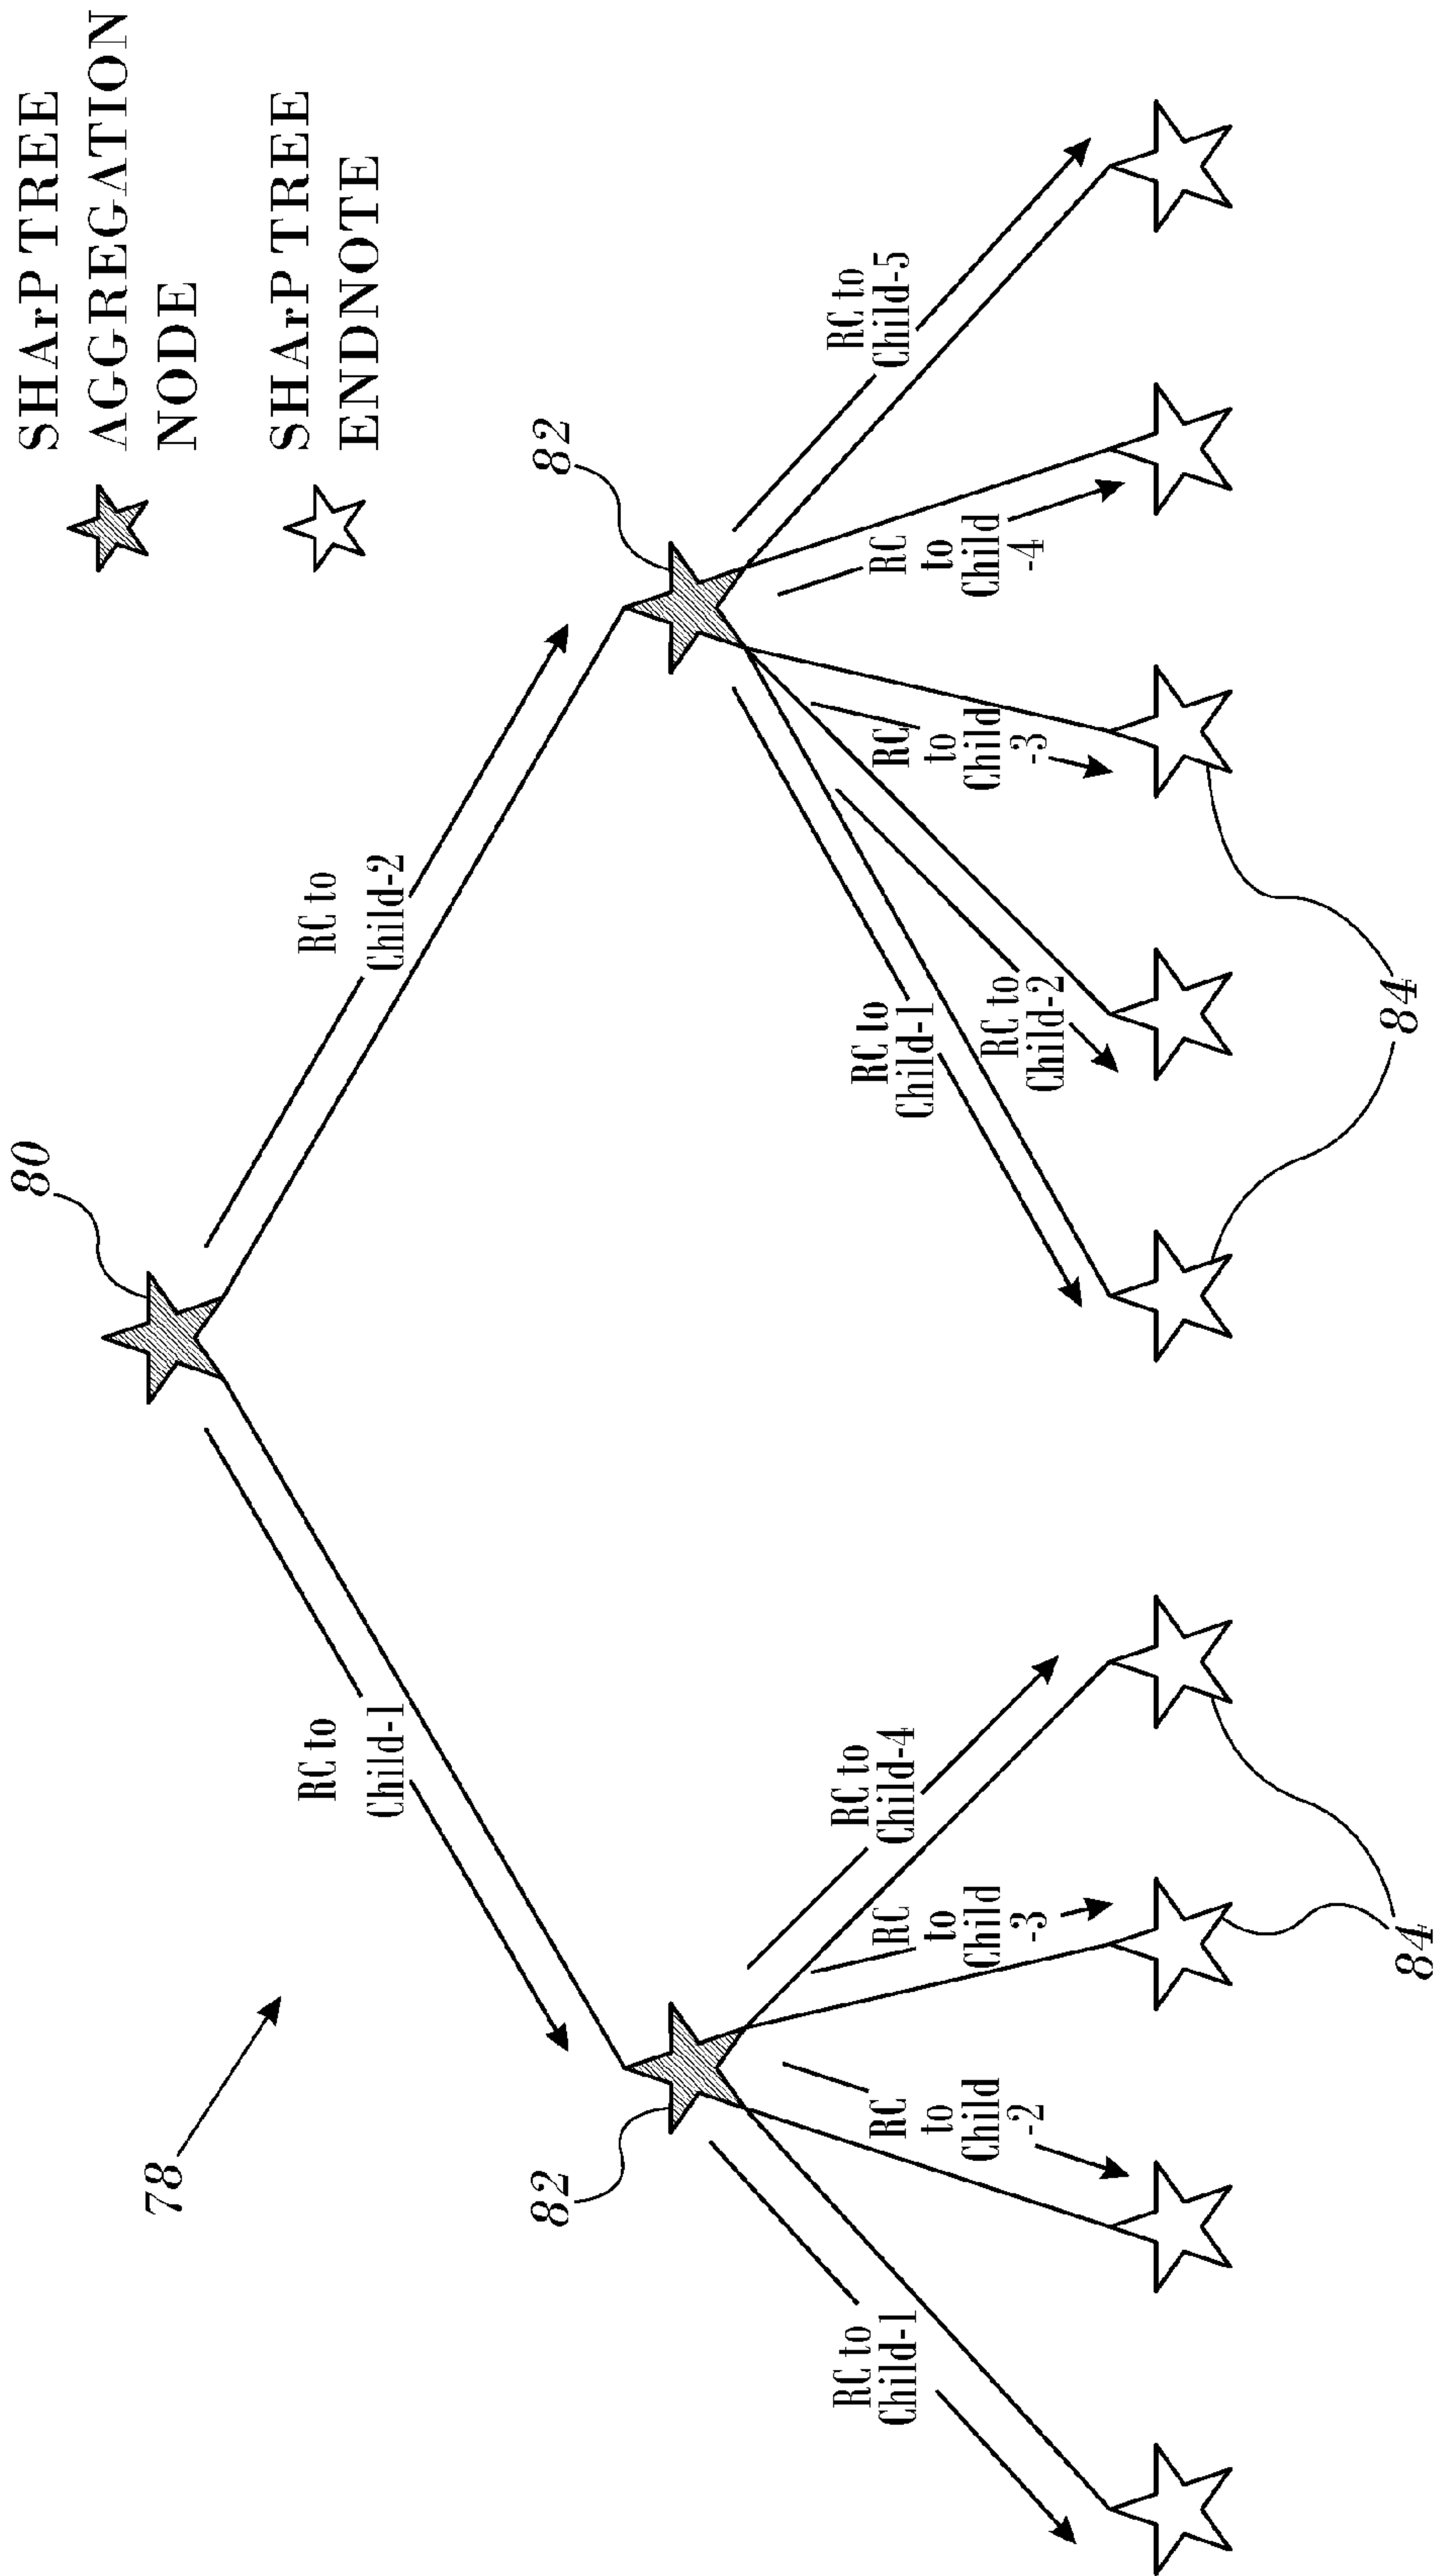 SHArP TREE
AGGREGATION
NODE
SHArP TREE
ENDNOTE
80
78
RC to
Child-1
RC to
Child-2
82
82
RC to
Child-1
RC
to
Child
-2
RC
to
Child
-3
RC to
Child-4
RC to
Child-1
RC to
Child-2
RC
to
Child
-3
RC
to
Child
-4
RC to
Child-5
84
84